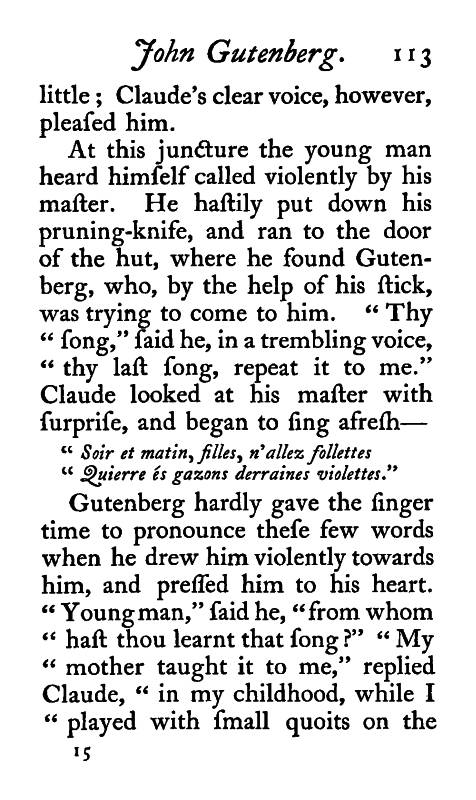 John Gutenberg. 113
little ; Claude's clear voice, however,
pleaſed him.
At this juncture the young man
heard himſelf called violently by his
maſter. He haſtily put down his
pruning-knife, and ran to the door
of the hut, where he found Guten-
berg, who, by the help of his ſtick,
was trying to come to him. “ Thy
“ ſong,” ſaid he, in a trembling voice,
“ thy laſt ſong, repeat it to me.”
Claude looked at his maſter with
ſurpriſe, and began to ſing afreſh—
“ Soir et matin, filles, n'allez follettes
“ Quierre és gazons derraines violettes.”
Gutenberg hardly gave the ſinger
time to pronounce theſe few words
when he drew him violently towards
him, and preſſed him to his heart.
“ Young man,” ſaid he, “ from whom
“ haſt thou learnt that ſong ?” “ My
“ mother taught it to me,” replied
Claude, “ in my childhood, while I
“ played with ſmall quoits on the
15